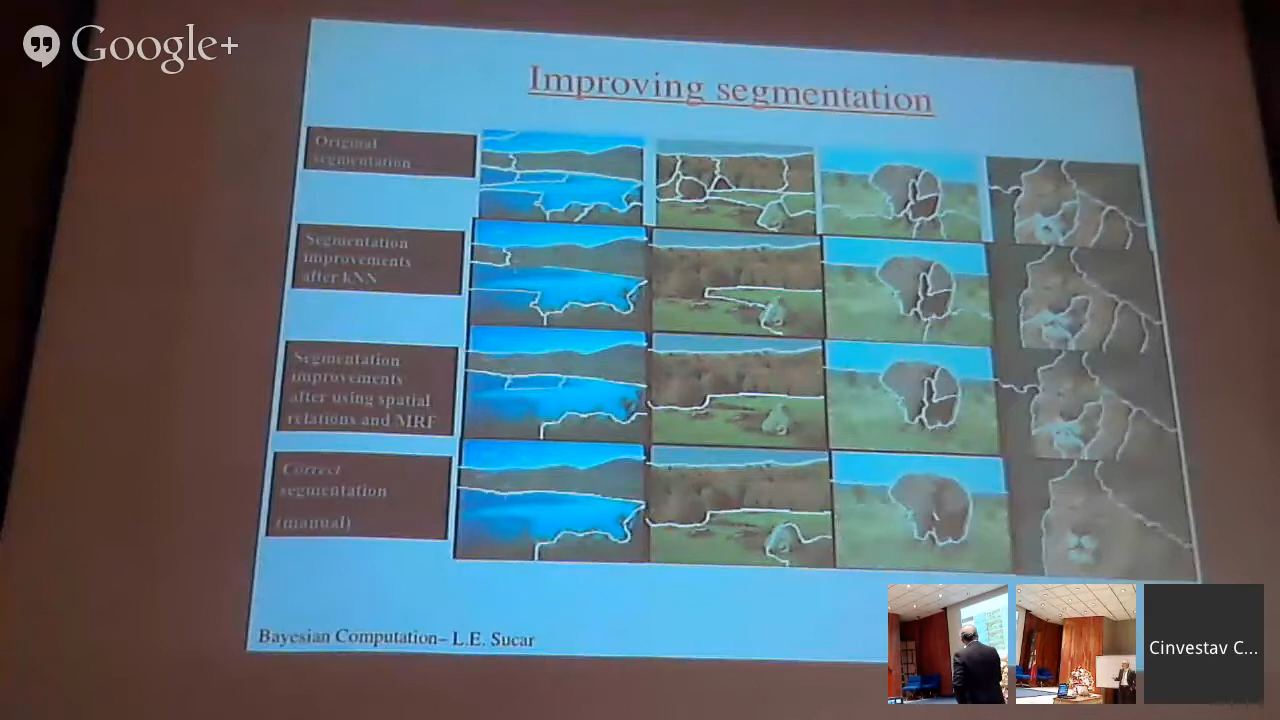 Google+
Improving segmentation
Original
segmentation
Segmentation
improvements
after kNN
Segmentation
improvements
after using spatial
relations and MRF
Correct
segmentation
(manual)
Bayesian Computation– L.E. Sucar
Cinvestav C...